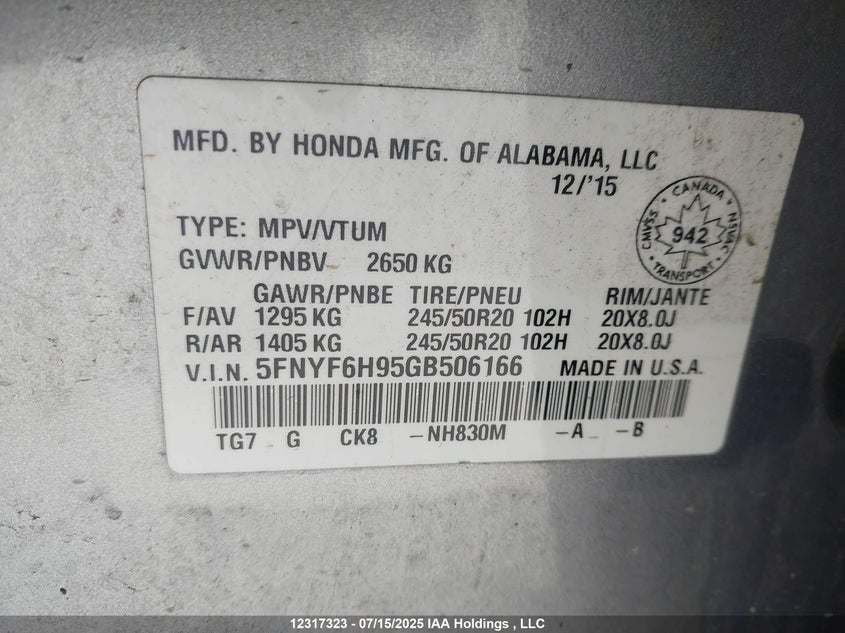 MFD. BY HONDA MFG. OF ALABAMA, LLC
12/'15
CANADA
CMVSS 942 NSVAC
TRANSPORT
TYPE: MPV/VTUM
GVWR/PNBV 2650 KG
GAWR/PNBE TIRE/PNEU RIM/JANTE
F/AV 1295 KG 245/50R20 102H 20X8.0J
R/AR 1405 KG 245/50R20 102H 20X8.0J
V.I.N. 5FNYF6H95GB506166 MADE IN U.S.A.
TG7 G CK8 -NH830M -A -B
12317323 - 07/15/2025 IAA Holdings , LLC